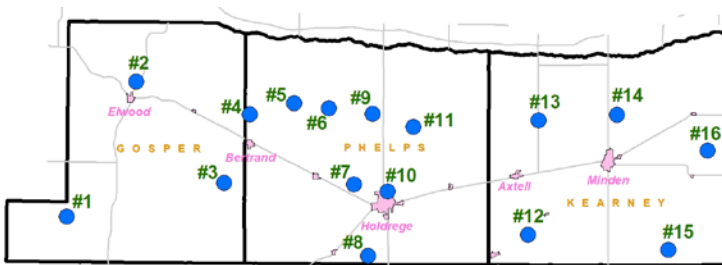 #2
Elwood
#4
#5
#6
#9
#11
#13
#14
#16
GOSPER
Bertrand
PHELPS
#3
#7
#10
Axtell
Minden
#1
Holdrege
KEARNEY
#8
#12
#15